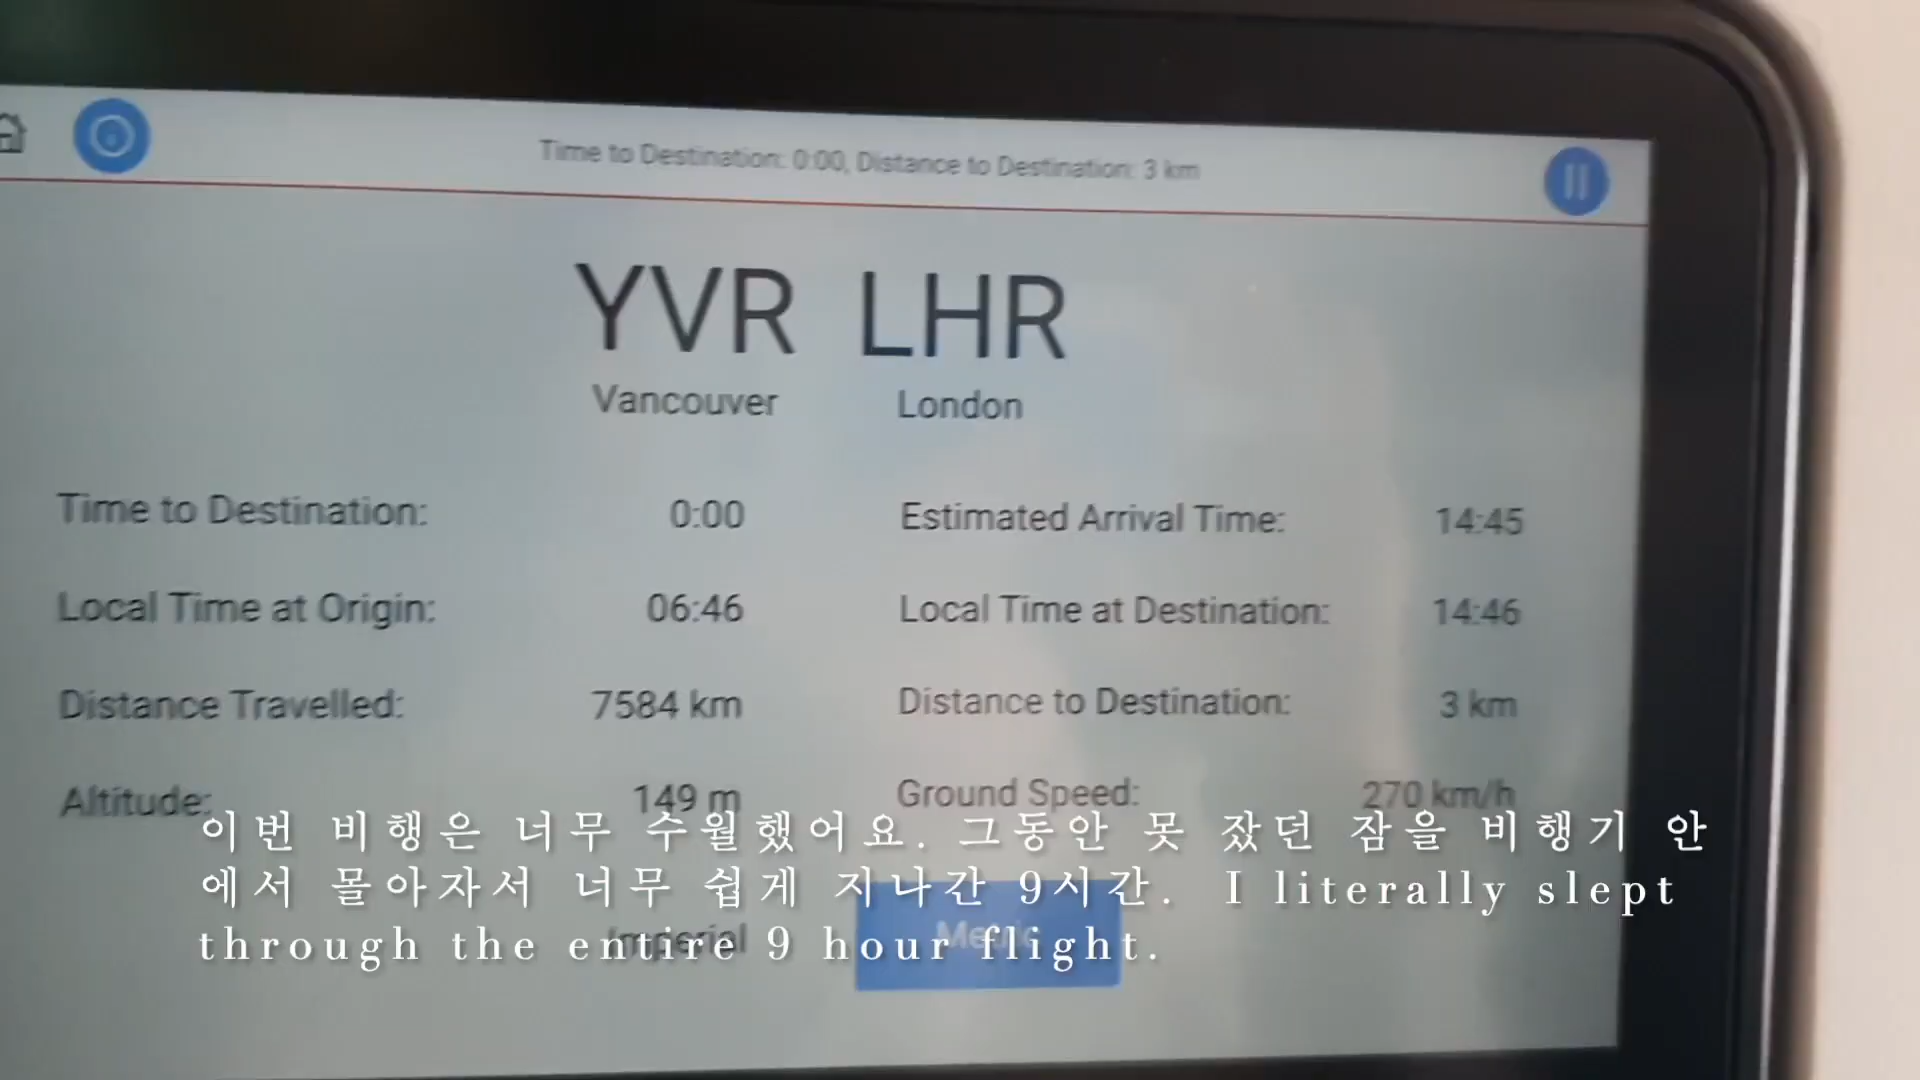 Time to Destination: 0:00, Distance to Destination: 3 km
YVR LHR
Vancouver London
Time to Destination: 0:00 Estimated Arrival Time: 14:45
Local Time at Origin: 06:46 Local Time at Destination: 14:46
Distance Travelled: 7584 km Distance to Destination: 3 km
Altitude: 149 m Ground Speed: 270 km/h
이번 비행은 너무 수월했어요. 그동안 못 잤던 잠을 비행기 안
에서 몰아자서 너무 쉽게 지나간 9시간. I literally slept
through the entire 9 hour flight.
Imperial Metric